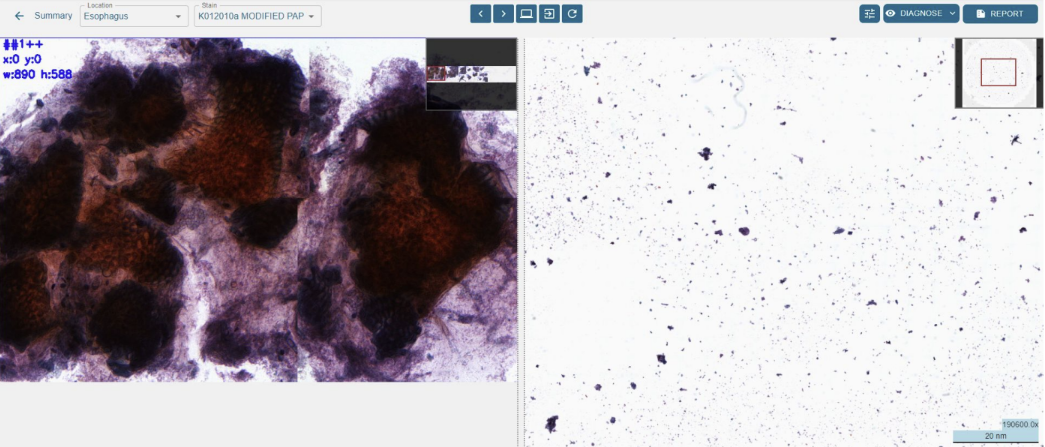 Summary
Location
Esophagus
Stain
K012010a MODIFIED PAP
DIAGNOSE
REPORT
##1++
x:0 y:0
w:890 h:588
190600.0x
20 nm